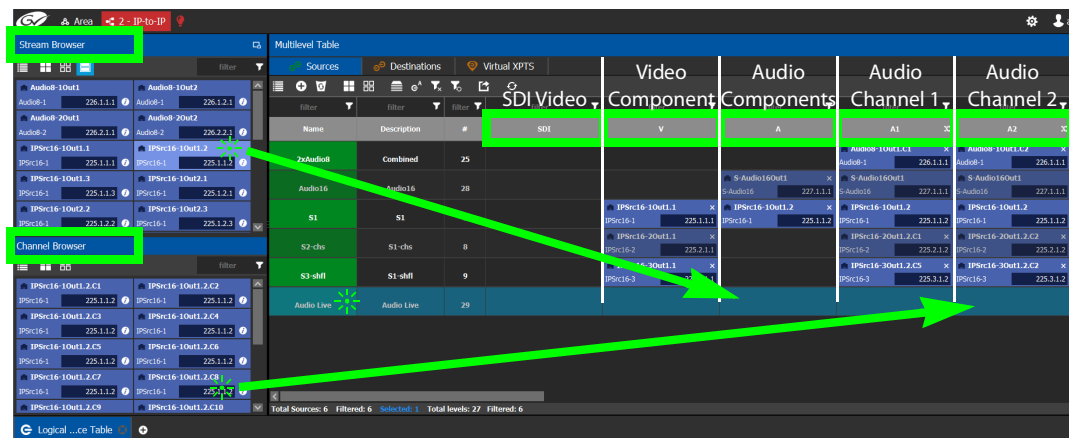 GV Area 2 - IP-to-IP
Stream Browser
filter
Audio8-1Out1 Audio8-1Out2
Audio8-1 226.1.1.1 Audio8-1 226.1.2.1
Audio8-2Out1 Audio8-2Out2
Audio8-2 226.2.1.1 Audio8-2 226.2.2.1
IPSrc16-1Out1.1 IPSrc16-1Out1.2
IPSrc16-1 225.1.1.1 IPSrc16-1 225.1.1.2
IPSrc16-1Out1.3 IPSrc16-1Out2.1
IPSrc16-1 225.1.1.3 IPSrc16-1 225.1.2.1
IPSrc16-1Out2.2 IPSrc16-1Out2.3
IPSrc16-1 225.1.2.2 IPSrc16-1 225.1.2.3
Channel Browser
filter
IPSrc16-1Out1.2.C1 IPSrc16-1Out1.2.C2
IPSrc16-1 225.1.1.2 IPSrc16-1 225.1.1.2
IPSrc16-1Out1.2.C3 IPSrc16-1Out1.2.C4
IPSrc16-1 225.1.1.2 IPSrc16-1 225.1.1.2
IPSrc16-1Out1.2.C5 IPSrc16-1Out1.2.C6
IPSrc16-1 225.1.1.2 IPSrc16-1 225.1.1.2
IPSrc16-1Out1.2.C7 IPSrc16-1Out1.2.C8
IPSrc16-1 225.1.1.2 IPSrc16-1
IPSrc16-1Out1.2.C9 IPSrc16-1Out1.2.C10
Multilevel Table
Sources Destinations Virtual XPTS
SDI Video Video Component Audio Components Audio Channel 1 Audio Channel 2
filter filter filter
Name Description # SDI V A A1 A2
Audio8-1Out1.C1 Audio8-1Out1.C2
2xAudio8 Combined 25 Audio8-1 226.1.1.1 Audio8-1 226.1.1.1
S-Audio16Out1 S-Audio16Out1 S-Audio16Out1
Audio16 Audio16 28 S-Audio16 227.1.1.1 S-Audio16 227.1.1.1 S-Audio16 227.1.1.1
IPSrc16-1Out1.1 IPSrc16-1Out1.2 IPSrc16-1Out1.2 IPSrc16-1Out1.2
S1 S1 IPSrc16-1 225.1.1.1 IPSrc16-1 225.1.1.2 IPSrc16-1 225.1.1.2 IPSrc16-1 225.1.1.2
IPSrc16-2Out1.1 IPSrc16-2Out1.2.C1 IPSrc16-2Out1.2.C2
S2-chs S1-chs 8 IPSrc16-2 225.2.1.1 IPSrc16-2 225.2.1.2 IPSrc16-2 225.2.1.2
IPSrc16-3Out1.1 IPSrc16-3Out1.2.C5 IPSrc16-3Out1.2.C2
S3-shfl S1-shfl 9 IPSrc16-3 225.3.1.1 IPSrc16-3 225.3.1.2 IPSrc16-3 225.3.1.2
Audio Live Audio Live 29
Total Sources: 6 Filtered: 6 Selected: 1 Total levels: 27 Filtered: 6
Logical ...ce Table